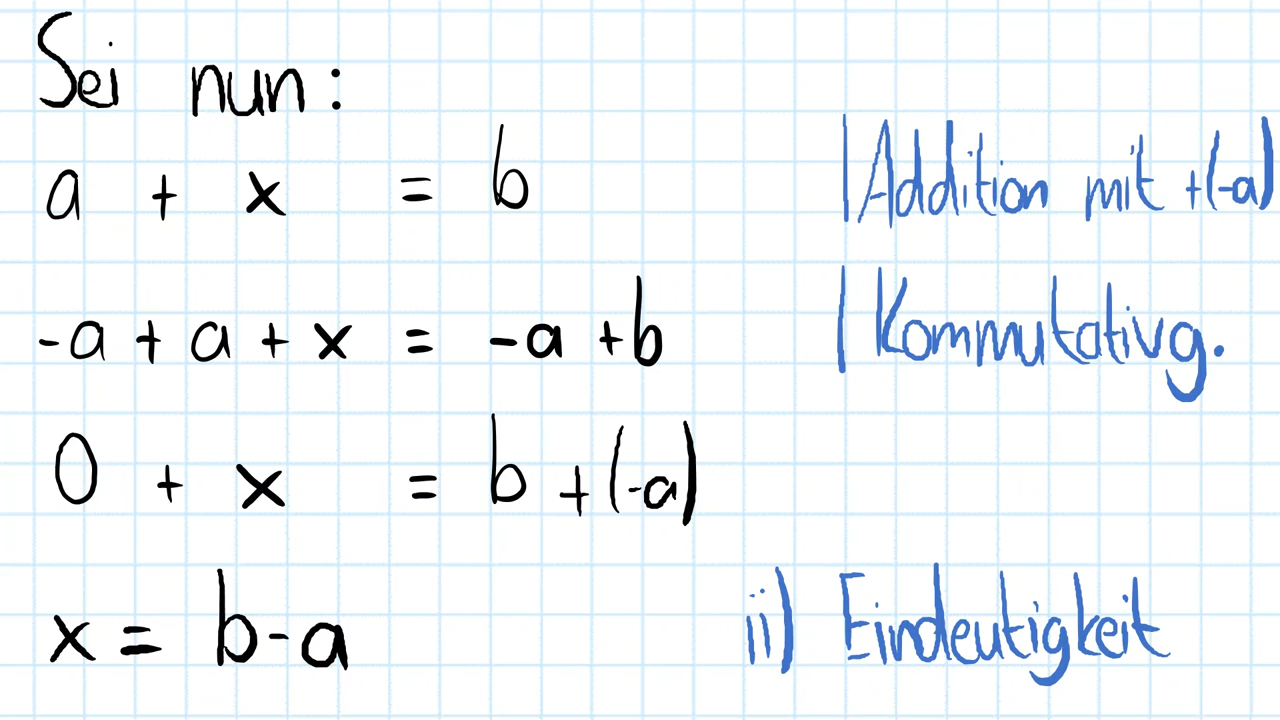 Sei nun:
a + x = b |Addition mit +(-a)
-a + a + x = -a + b |Kommutativg.
0 + x = b + (-a)
x = b - a ii) Eindeutigkeit